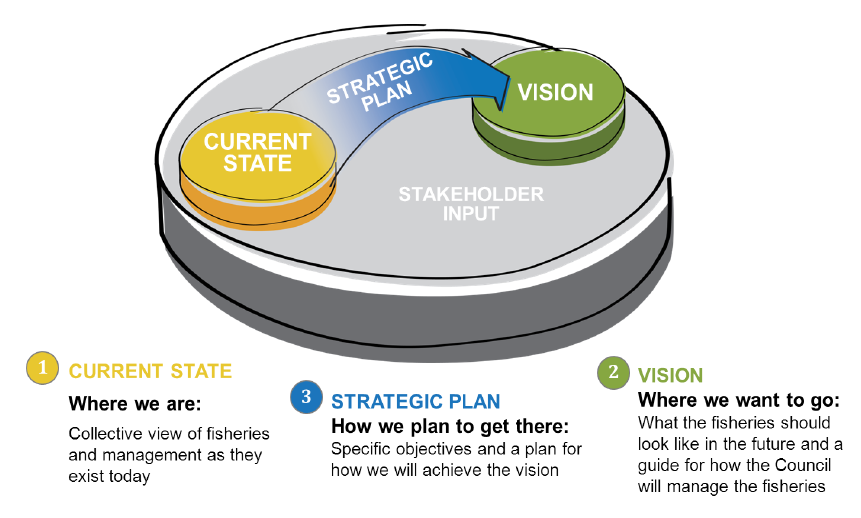 STRATEGIC
PLAN
VISION
CURRENT
STATE
STAKEHOLDER
INPUT
1 CURRENT STATE
Where we are:
Collective view of fisheries
and management as they
exist today
3 STRATEGIC PLAN
How we plan to get there:
Specific objectives and a plan for
how we will achieve the vision
2 VISION
Where we want to go:
What the fisheries should
look like in the future and a
guide for how the Council
will manage the fisheries